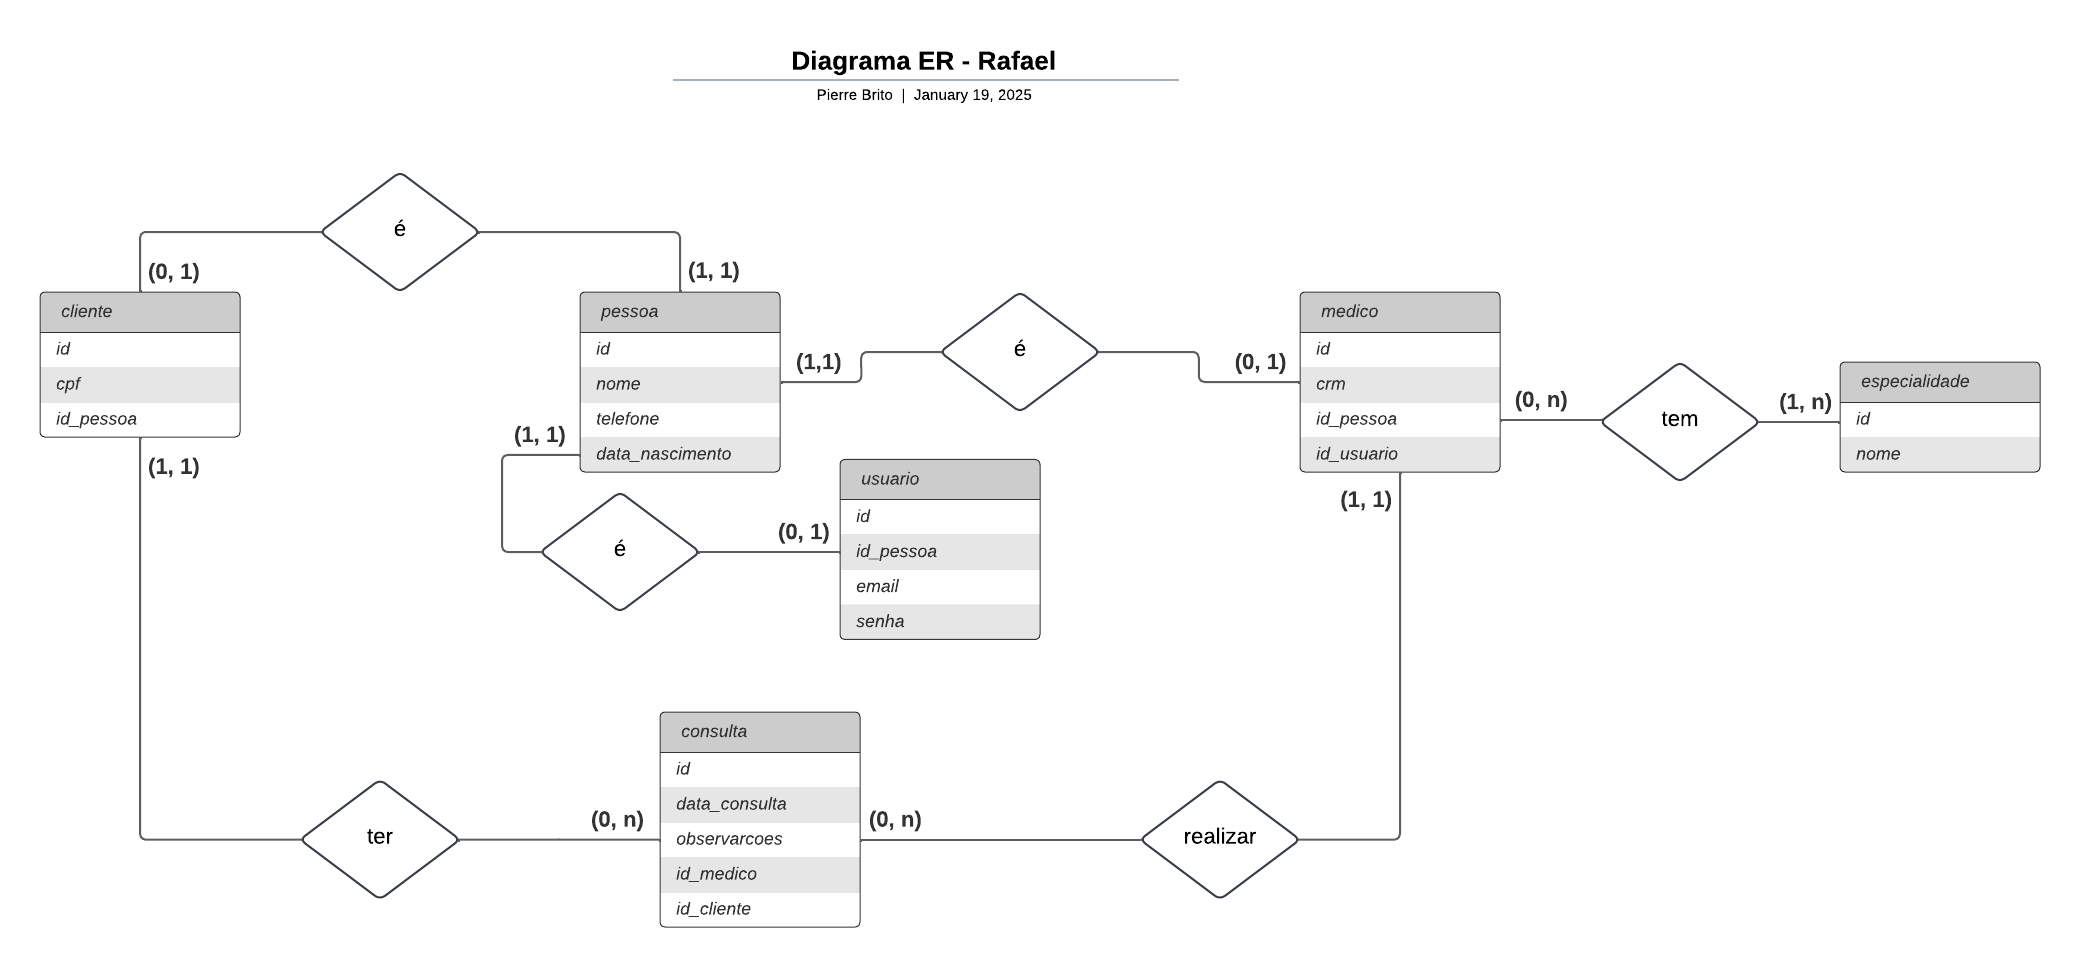 Diagrama ER - Rafael
Pierre Brito | January 19, 2025
é
(0, 1)
(1, 1)
cliente
id
cpf
id_pessoa
(1, 1)
pessoa
id
nome
telefone
data_nascimento
(1,1)
é
(0, 1)
(1, 1)
é
(0, 1)
usuario
id
id_pessoa
email
senha
medico
id
crm
id_pessoa
id_usuario
(1, 1)
(0, n)
tem
(1, n)
especialidade
id
nome
ter
(0, n)
consulta
id
data_consulta
observarcoes
id_medico
id_cliente
(0, n)
realizar